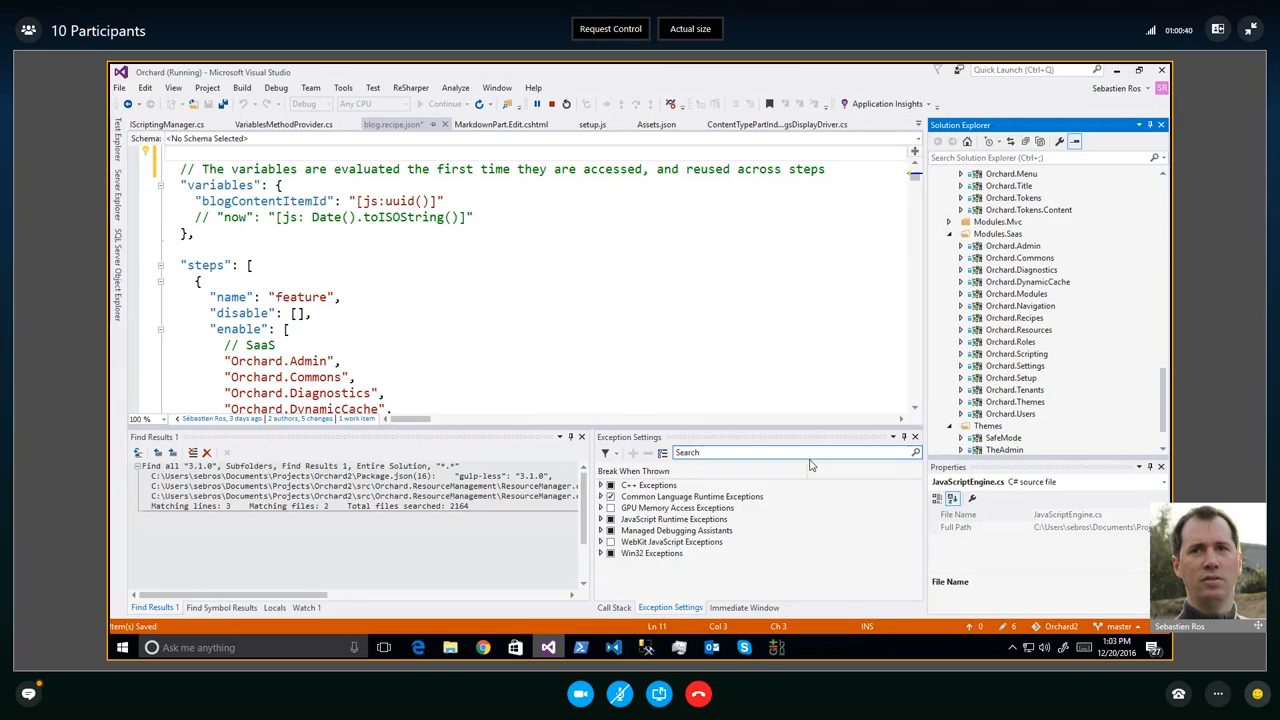 10 Participants
Request Control
Actual size
01:00:40
Orchard (Running) - Microsoft Visual Studio
Quick Launch (Ctrl+Q)
File Edit View Project Build Debug Team Tools Test ReSharper Analyze Window Help
Sebastien Ros
SR
Debug
Any CPU
Continue
Application Insights
IScriptingManager.cs
VariablesMethodProvider.cs
blog.recipe.json*
MarkdownPart.Edit.cshtml
setup.js
Assets.json
ContentTypePartInd...gsDisplayDriver.cs
Schema: <No Schema Selected>
Test Explorer
Server Explorer
SQL Server Object Explorer
// The variables are evaluated the first time they are accessed, and reused across steps
"variables": {
"blogContentItemId": "[js:uuid()]"
// "now": "[js: Date().toISOString()]"
},
"steps": [
{
"name": "feature",
"disable": [],
"enable": [
// SaaS
"Orchard.Admin",
"Orchard.Commons",
"Orchard.Diagnostics",
"Orchard.DynamicCache",
100 %
Sébastien Ros, 3 days ago | 2 authors, 5 changes | 1 work item
Solution Explorer
Search Solution Explorer (Ctrl+;)
Orchard.Menu
Orchard.Title
Orchard.Tokens
Orchard.Tokens.Content
Modules.Mvc
Modules.Saas
Orchard.Admin
Orchard.Commons
Orchard.Diagnostics
Orchard.DynamicCache
Orchard.Modules
Orchard.Navigation
Orchard.Recipes
Orchard.Resources
Orchard.Roles
Orchard.Scripting
Orchard.Settings
Orchard.Setup
Orchard.Tenants
Orchard.Themes
Orchard.Users
Themes
SafeMode
TheAdmin
Find Results 1
Find all "3.1.0", Subfolders, Find Results 1, Entire Solution, "*.*"
C:\Users\sebros\Documents\Projects\Orchard2\Package.json(16): "gulp-less": "3.1.0",
C:\Users\sebros\Documents\Projects\Orchard2\src\Orchard.ResourceManagement\ResourceManager.
C:\Users\sebros\Documents\Projects\Orchard2\src\Orchard.ResourceManagement\ResourceManager.
Matching lines: 3 Matching files: 2 Total files searched: 2164
Find Results 1
Find Symbol Results
Locals
Watch 1
Exception Settings
Search
Break When Thrown
C++ Exceptions
Common Language Runtime Exceptions
GPU Memory Access Exceptions
JavaScript Runtime Exceptions
Managed Debugging Assistants
WebKit JavaScript Exceptions
Win32 Exceptions
Call Stack
Exception Settings
Immediate Window
Properties
JavaScriptEngine.cs C# source file
File Name JavaScriptEngine.cs
Full Path C:\Users\sebros\Documents\Proj
File Name
Item(s) Saved
Ln 11
Col 3
Ch 3
INS
0
6
Orchard2
master
Ask me anything
1:03 PM
12/20/2016
27
Sebastien Ros